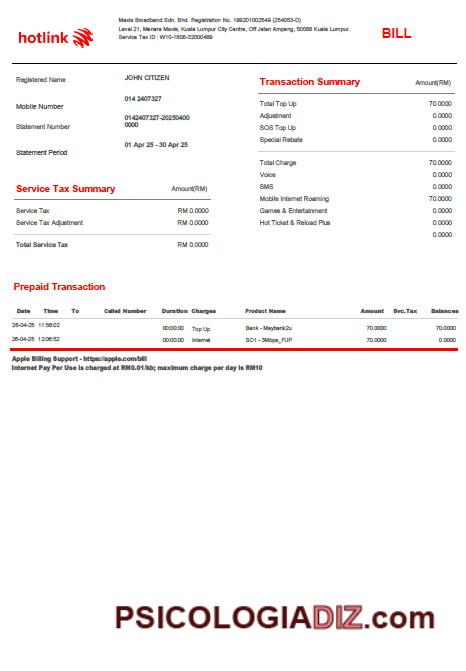 hotlink
Maxis Broadband Sdn. Bhd. Registration No. 199201002549 (254053-D)
Level 21, Menara Maxis, Kuala Lumpur City Centre, Off Jalan Ampang, 50088 Kuala Lumpur.
Service Tax ID : W10-1808-32000489
BILL
Registered Name JOHN CITIZEN
Mobile Number 014 2407327
Statement Number 0142407327-20250400
0000
Statement Period 01 Apr 25 - 30 Apr 25
Transaction Summary Amount(RM)
Total Top Up 70.0000
Adjustment 0.0000
SOS Top Up 0.0000
Special Rebate 0.0000
Total Charge 70.0000
Voice 0.0000
SMS 0.0000
Mobile Internet Roaming 70.0000
Games & Entertainment 0.0000
Hot Ticket & Reload Plus 0.0000
0.0000
Service Tax Summary Amount(RM)
Service Tax RM 0.0000
Service Tax Adjustment RM 0.0000
Total Service Tax RM 0.0000
Prepaid Transaction
Date Time To Called Number Duration Charges Product Name Amount Svc.Tax Balances
26-04-25 11:56:02 00:00:00 Top Up Bank - Maybank2u 70.0000 70.0000
26-04-25 12:06:52 00:00:00 Internet SO1 - 3Mbps_FUP 70.0000 0.0000
Apple Billing Support - https://apple.com/bill
Internet Pay Per Use is charged at RM0.01/kb; maximum charge per day is RM10
PSICOLOGIADIZ.com